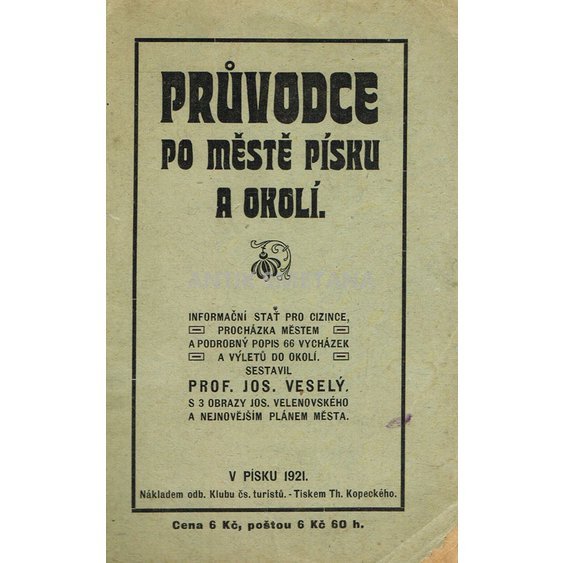 PRŮVODCE
PO MĚSTĚ PÍSKU
A OKOLÍ.
INFORMAČNÍ STAŤ PRO CIZINCE,
PROCHÁZKA MĚSTEM
A PODROBNÝ POPIS 66 VYCHÁZEK
A VÝLETŮ DO OKOLÍ.
SESTAVIL
PROF. JOS. VESELÝ.
S 3 OBRAZY JOS. VELENOVSKÉHO
A NEJNOVĚJŠÍM PLÁNEM MĚSTA.
V PÍSKU 1921.
Nákladem odb. Klubu čs. turistů. - Tiskem Th. Kopeckého.
Cena 6 Kč, poštou 6 Kč 60 h.